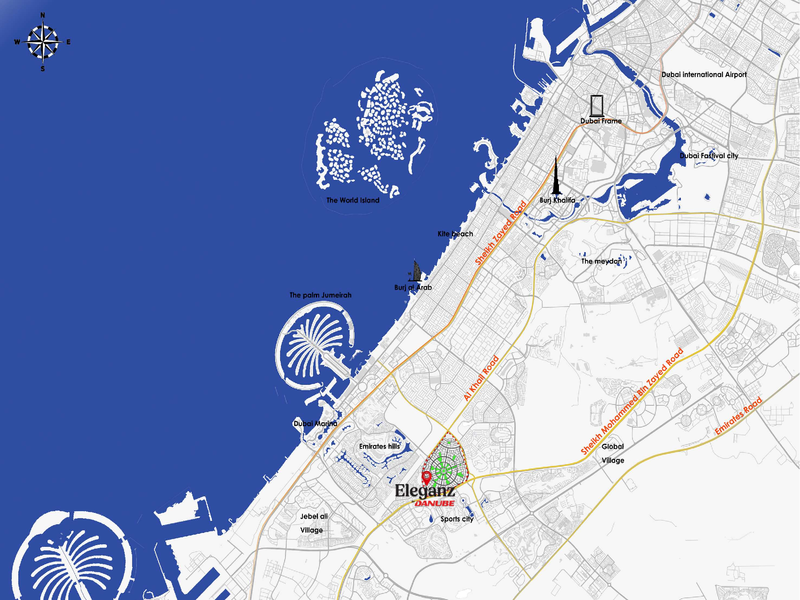 N
W
E
S
Dubai international Airport
Dubai Frame
Dubai Festival city
Burj Khalifa
The World Island
Sheikh Zayed Road
Kite beach
The meydan
Burj al Arab
The palm Jumeirah
Al Khail Road
Sheikh Mohammed Bin Zayed Road
Emirates Road
Dubai Marina
Emirates hills
Global
Village
Eleganz
by DANUBE
Sports city
Jebel ali
Village